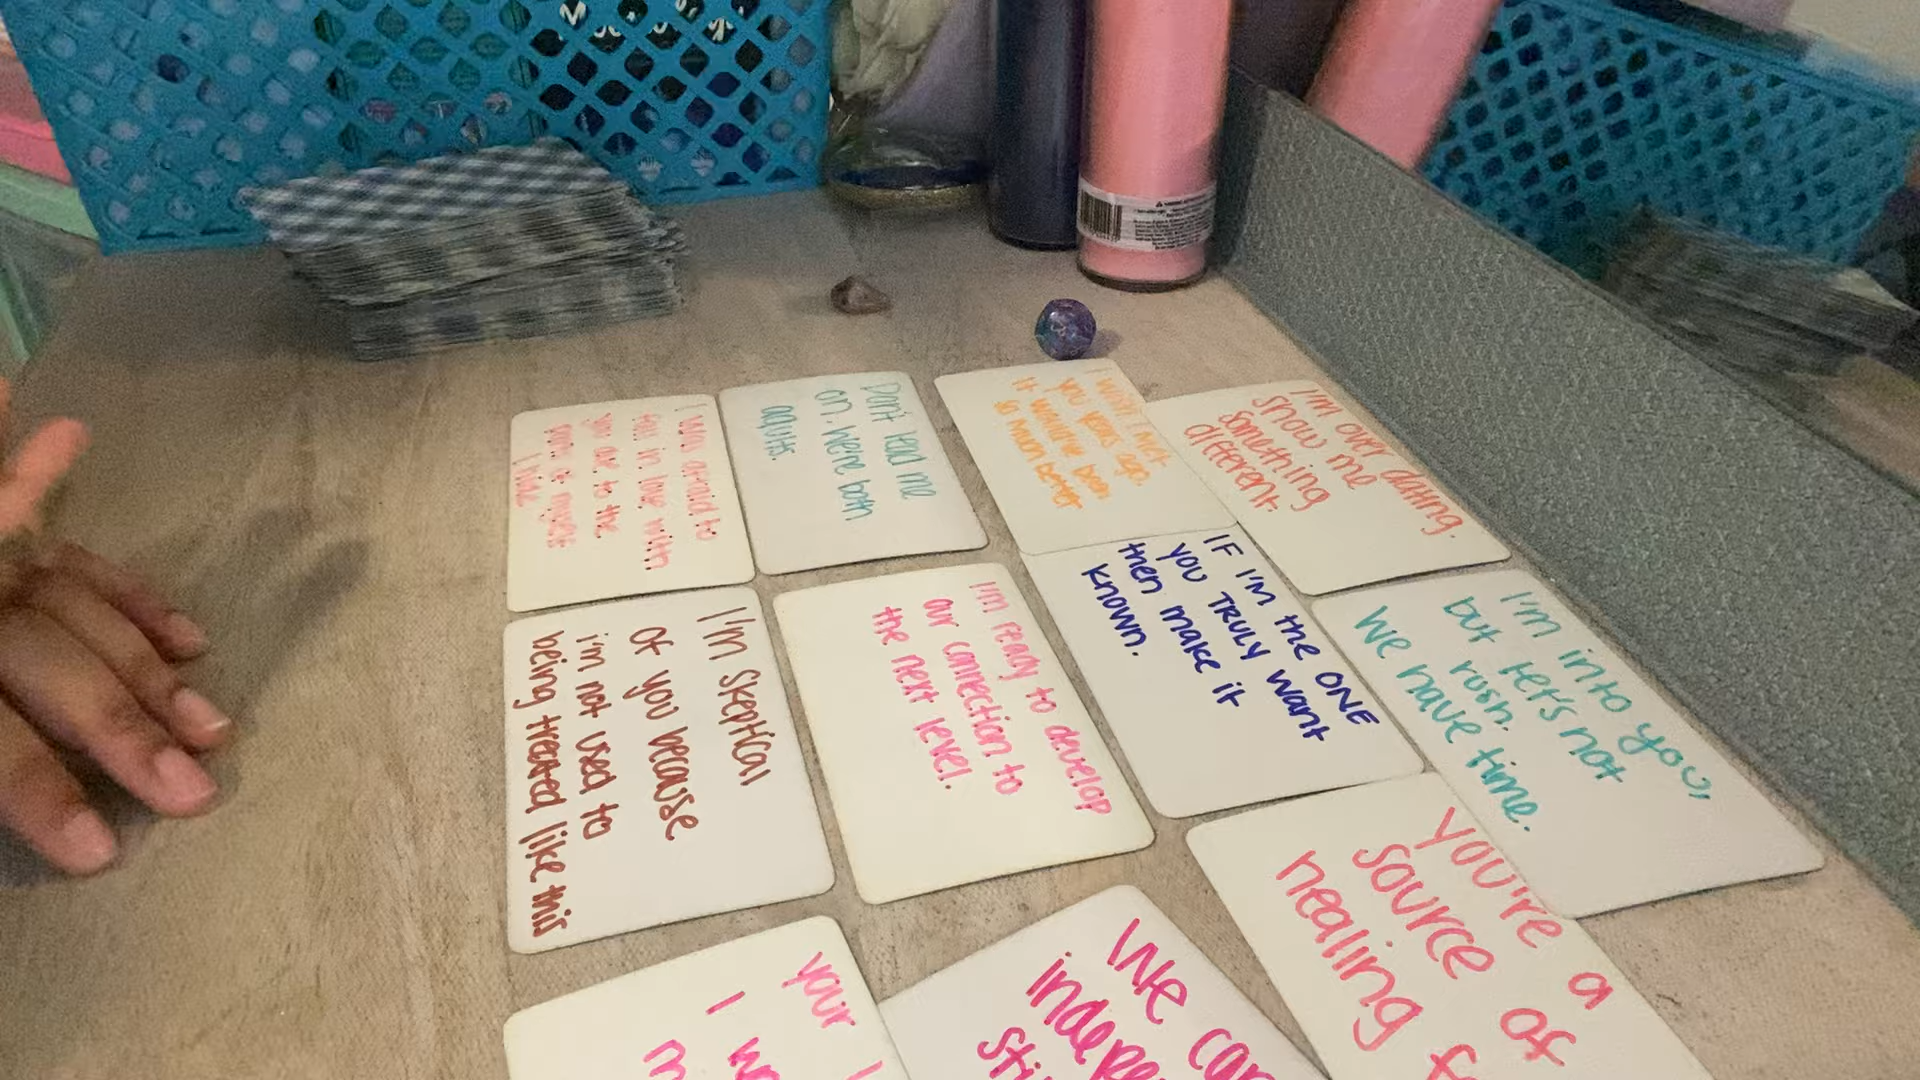 I was afraid to
fall in love with
you due to the
pain of myself
I hide.
Don't lead me
on. We're both
adults.
I wish I met
you years ago.
It would've been
so much better
I'm over dating.
show me
something
different.
I'm skeptical
of you because
i'm not used to
being treated like this
I'm ready to develop
our connection to
the next level.
IF I'm the ONE
you TRULY want
then make it
known.
I'm into you,
but let's not
rush.
We have time.
your
I
We can
you're a
source of
healing